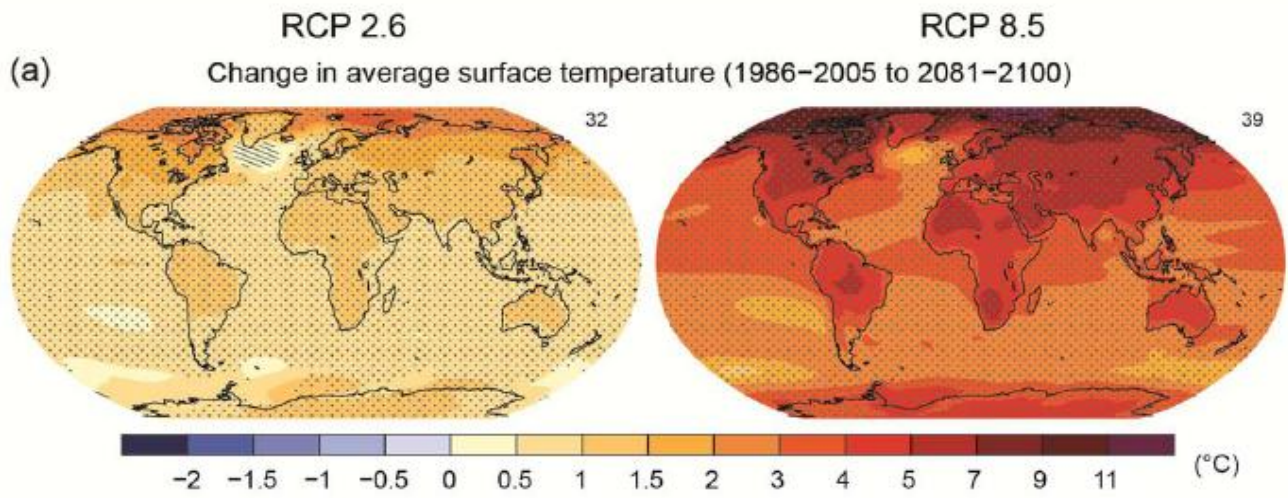 RCP 2.6 RCP 8.5
(a) Change in average surface temperature (1986–2005 to 2081–2100)
32 39
−2 −1.5 −1 −0.5 0 0.5 1 1.5 2 3 4 5 7 9 11 (°C)